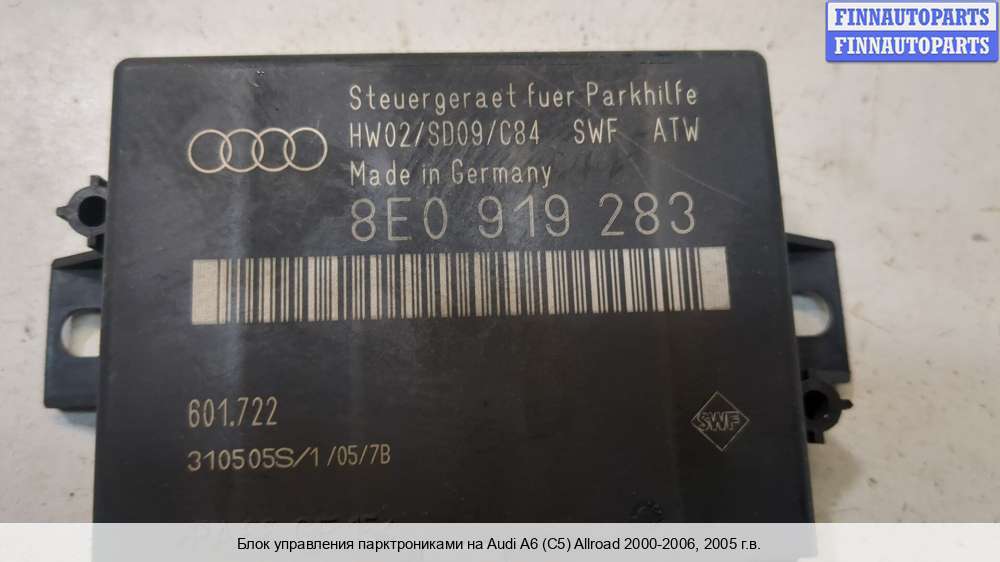 FINNAUTOPARTS
FINNAUTOPARTS
Steuergeraet fuer Parkhilfe
HW02/SD09/C84 SWF ATW
Made in Germany
8E0 919 283
601.722
310505S/1 /05/7B
SWF
Блок управления парктрониками на Audi A6 (C5) Allroad 2000-2006, 2005 г.в.